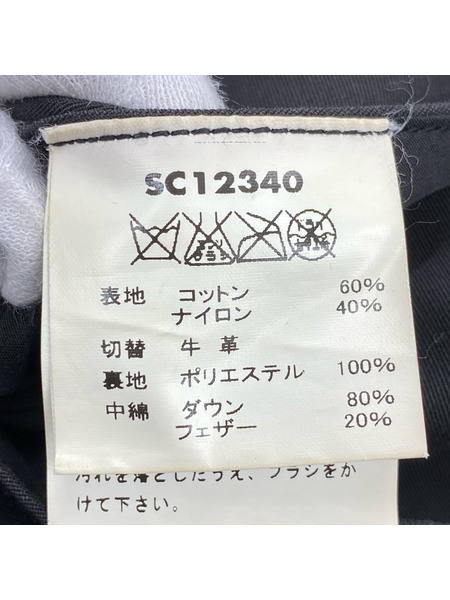 SC12340
表地 コットン 60%
ナイロン 40%
切替 牛革
裏地 ポリエステル 100%
中綿 ダウン 80%
フェザー 20%
汚れを落としたうえ、ブラシをか
けて下さい。